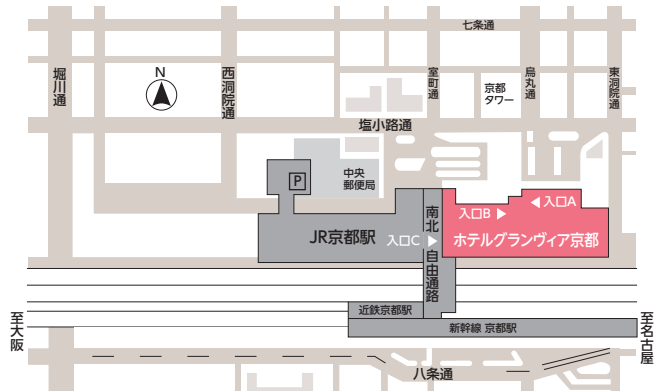 七条通
堀川通
N
西洞院通
室町通
京都
タワー
烏丸通
東洞院通
塩小路通
P
中央
郵便局
南北自由通路
入口A
入口B
JR京都駅
入口C
ホテルグランヴィア京都
近鉄京都駅
新幹線 京都駅
至大阪
至名古屋
八条通